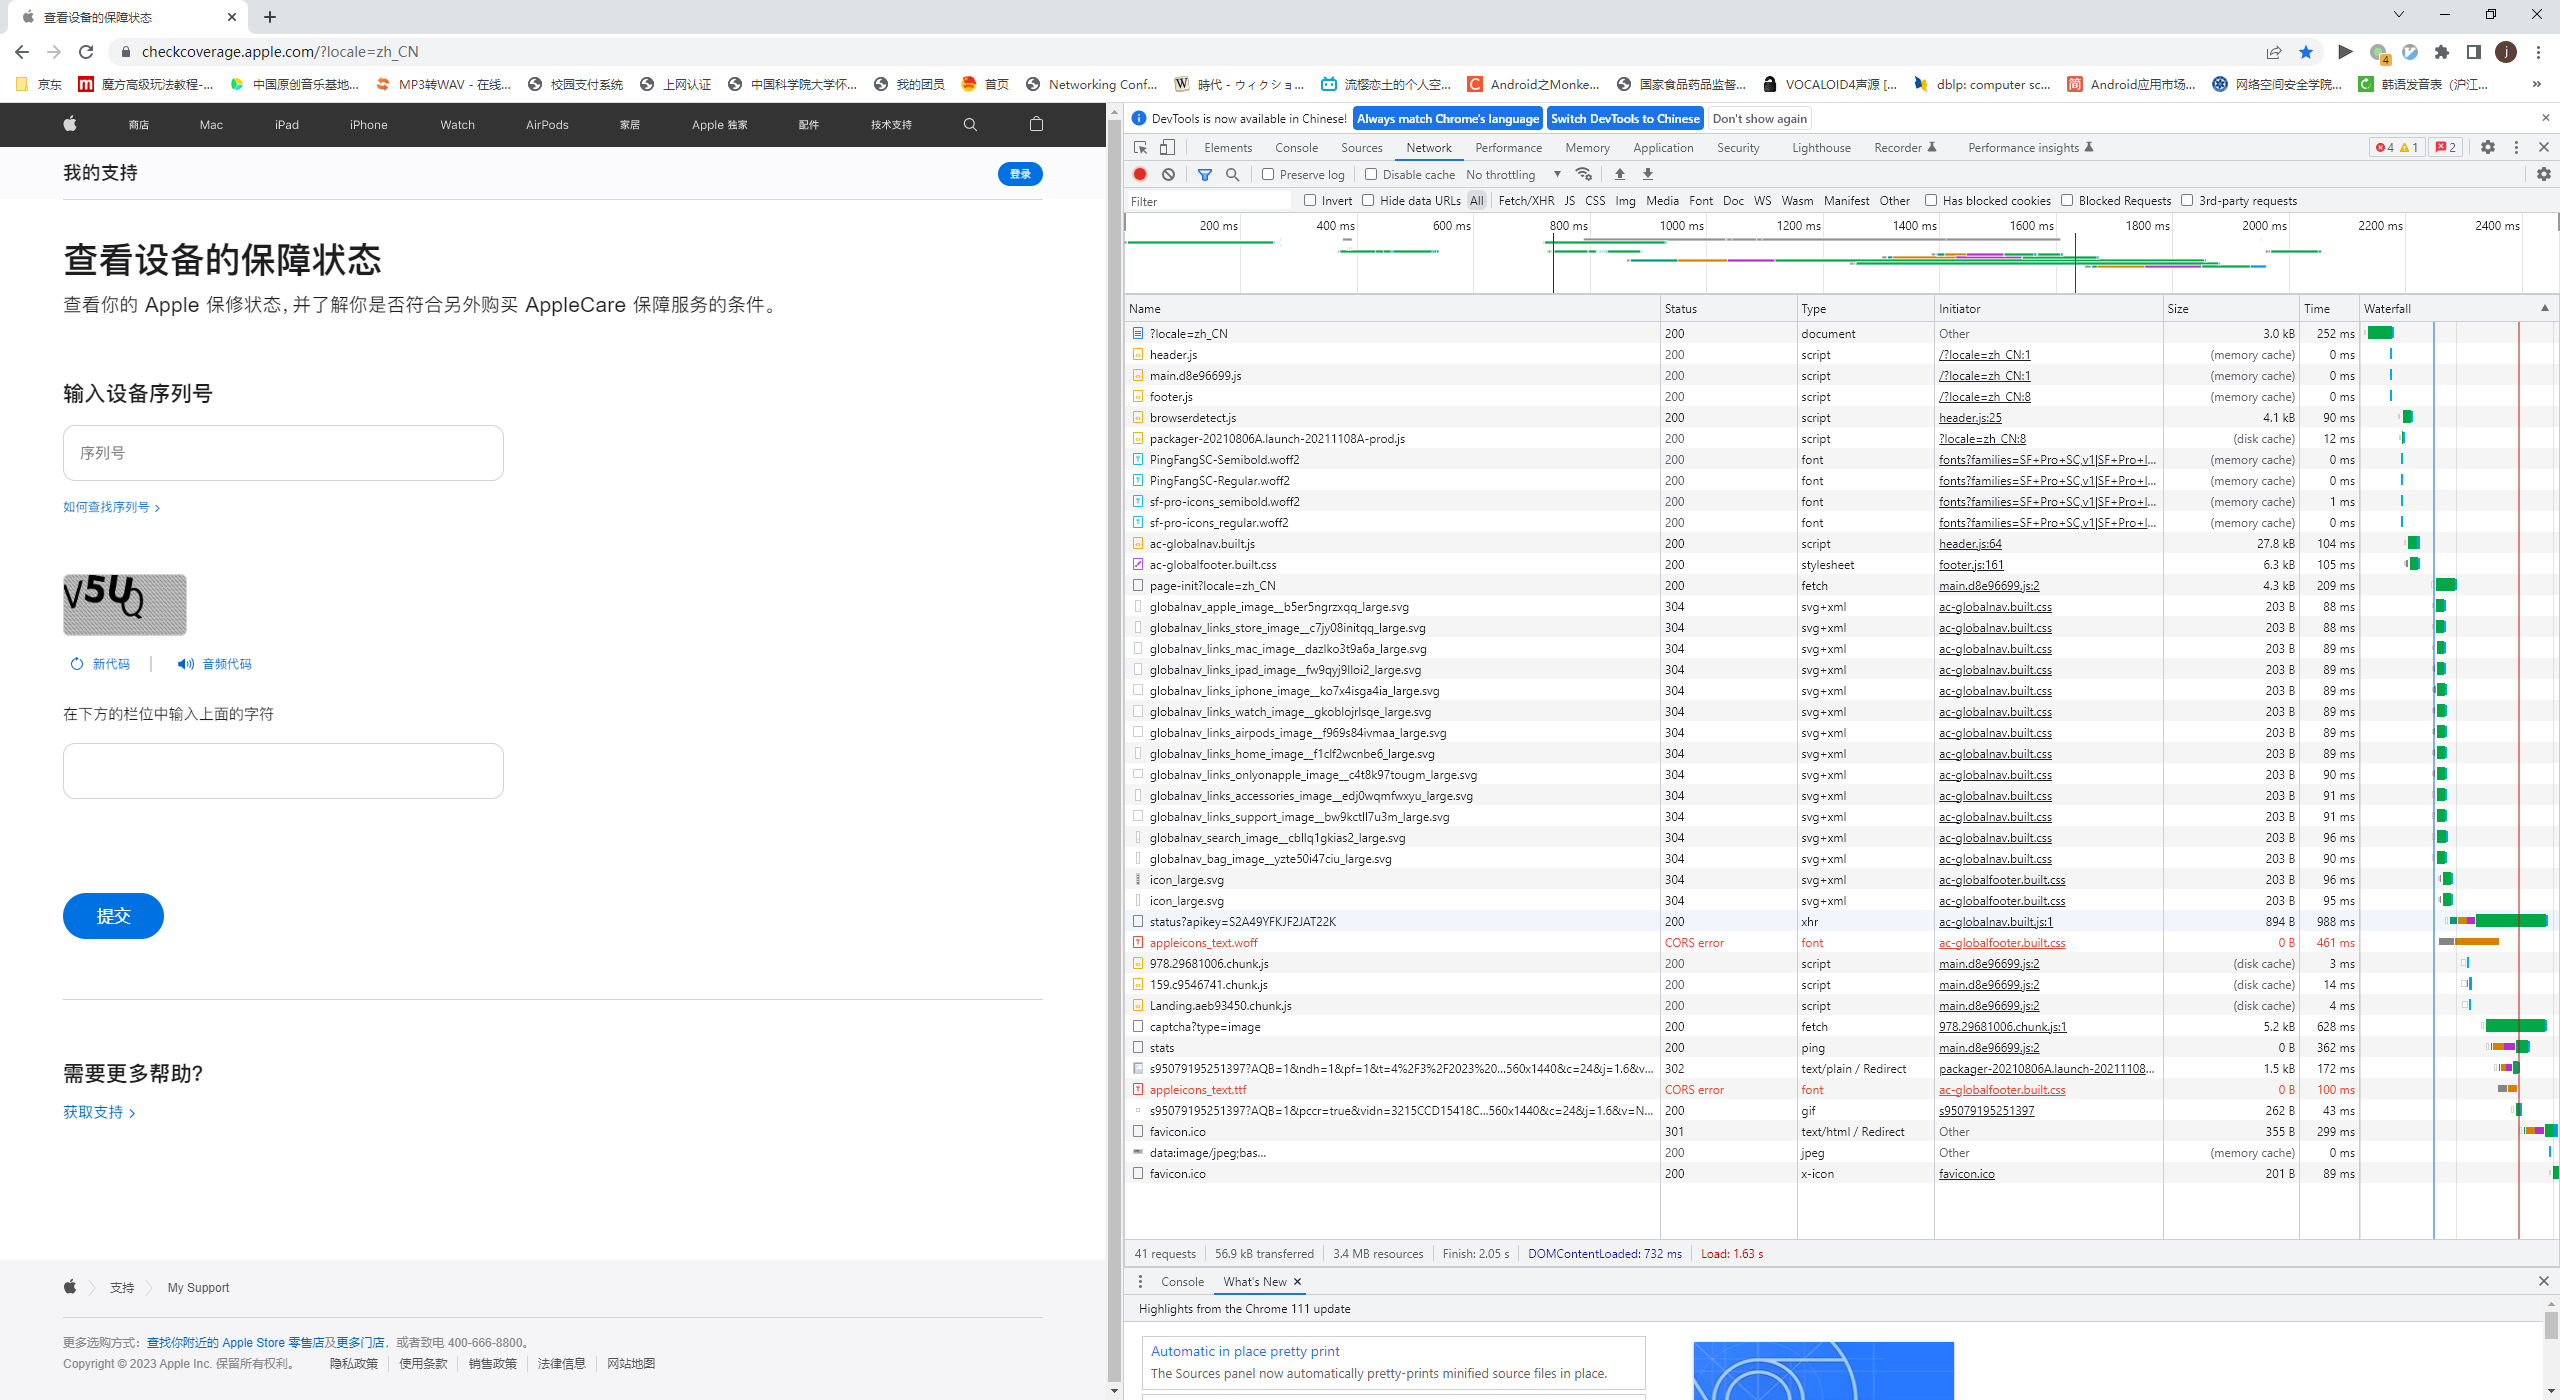 查看设备的保障状态
checkcoverage.apple.com/?locale=zh_CN
4
j
京东 魔方高级玩法教程-... 中国原创音乐基地... MP3转WAV - 在线... 校园支付系统 上网认证 中国科学院大学怀... 我的团员 首页 Networking Conf... 時代 - ウィクショ... 流樱恋土的个人空... Android之Monke... 国家食品药品监督... VOCALOID4声源 [... dblp: computer sc... Android应用市场... 网络空间安全学院... 韩语发音表（沪江... »
商店 Mac iPad iPhone Watch AirPods 家居 Apple 独家 配件 技术支持
我的支持 登录
查看设备的保障状态
查看你的 Apple 保修状态，并了解你是否符合另外购买 AppleCare 保障服务的条件。
输入设备序列号
序列号
如何查找序列号 >
V5UQ
新代码 | 音频代码
在下方的栏位中输入上面的字符
提交
需要更多帮助?
获取支持 >
支持 My Support
更多选购方式：查找你附近的 Apple Store 零售店及更多门店，或者致电 400-666-8800。
Copyright © 2023 Apple Inc. 保留所有权利。 隐私政策 使用条款 销售政策 法律信息 网站地图
DevTools is now available in Chinese! Always match Chrome's language Switch DevTools to Chinese Don't show again
Elements Console Sources Network Performance Memory Application Security Lighthouse Recorder Performance insights 4 1 2
Preserve log Disable cache No throttling
Filter Invert Hide data URLs All Fetch/XHR JS CSS Img Media Font Doc WS Wasm Manifest Other Has blocked cookies Blocked Requests 3rd-party requests
200 ms 400 ms 600 ms 800 ms 1000 ms 1200 ms 1400 ms 1600 ms 1800 ms 2000 ms 2200 ms 2400 ms
Name Status Type Initiator Size Time Waterfall
?locale=zh_CN 200 document Other 3.0 kB 252 ms
header.js 200 script /?locale=zh_CN:1 (memory cache) 0 ms
main.d8e96699.js 200 script /?locale=zh_CN:1 (memory cache) 0 ms
footer.js 200 script /?locale=zh_CN:8 (memory cache) 0 ms
browserdetect.js 200 script header.js:25 4.1 kB 90 ms
packager-20210806A.launch-20211108A-prod.js 200 script ?locale=zh_CN:8 (disk cache) 12 ms
PingFangSC-Semibold.woff2 200 font fonts?families=SF+Pro+SC,v1|SF+Pro+I... (memory cache) 0 ms
PingFangSC-Regular.woff2 200 font fonts?families=SF+Pro+SC,v1|SF+Pro+I... (memory cache) 0 ms
sf-pro-icons_semibold.woff2 200 font fonts?families=SF+Pro+SC,v1|SF+Pro+I... (memory cache) 1 ms
sf-pro-icons_regular.woff2 200 font fonts?families=SF+Pro+SC,v1|SF+Pro+I... (memory cache) 0 ms
ac-globalnav.built.js 200 script header.js:64 27.8 kB 104 ms
ac-globalfooter.built.css 200 stylesheet footer.js:161 6.3 kB 105 ms
page-init?locale=zh_CN 200 fetch main.d8e96699.js:2 4.3 kB 209 ms
globalnav_apple_image__b5er5ngrzxqq_large.svg 304 svg+xml ac-globalnav.built.css 203 B 88 ms
globalnav_links_store_image__c7jy08initqq_large.svg 304 svg+xml ac-globalnav.built.css 203 B 88 ms
globalnav_links_mac_image__dazlko3t9a6a_large.svg 304 svg+xml ac-globalnav.built.css 203 B 89 ms
globalnav_links_ipad_image__fw9qyj9lloi2_large.svg 304 svg+xml ac-globalnav.built.css 203 B 89 ms
globalnav_links_iphone_image__ko7x4isga4ia_large.svg 304 svg+xml ac-globalnav.built.css 203 B 89 ms
globalnav_links_watch_image__gkoblojrlsqe_large.svg 304 svg+xml ac-globalnav.built.css 203 B 89 ms
globalnav_links_airpods_image__f969s84ivmaa_large.svg 304 svg+xml ac-globalnav.built.css 203 B 89 ms
globalnav_links_home_image__f1clf2wcnbe6_large.svg 304 svg+xml ac-globalnav.built.css 203 B 89 ms
globalnav_links_onlyonapple_image__c4t8k97tougm_large.svg 304 svg+xml ac-globalnav.built.css 203 B 90 ms
globalnav_links_accessories_image__edj0wqmfwxyu_large.svg 304 svg+xml ac-globalnav.built.css 203 B 91 ms
globalnav_links_support_image__bw9kctll7u3m_large.svg 304 svg+xml ac-globalnav.built.css 203 B 91 ms
globalnav_search_image__cbllq1gkias2_large.svg 304 svg+xml ac-globalnav.built.css 203 B 96 ms
globalnav_bag_image__yzte50i47ciu_large.svg 304 svg+xml ac-globalnav.built.css 203 B 90 ms
icon_large.svg 304 svg+xml ac-globalfooter.built.css 203 B 96 ms
icon_large.svg 304 svg+xml ac-globalfooter.built.css 203 B 95 ms
status?apikey=S2A49YFKJF2JAT22K 200 xhr ac-globalnav.built.js:1 894 B 988 ms
appleicons_text.woff CORS error font ac-globalfooter.built.css 0 B 461 ms
978.29681006.chunk.js 200 script main.d8e96699.js:2 (disk cache) 3 ms
159.c9546741.chunk.js 200 script main.d8e96699.js:2 (disk cache) 14 ms
Landing.aeb93450.chunk.js 200 script main.d8e96699.js:2 (disk cache) 4 ms
captcha?type=image 200 fetch 978.29681006.chunk.js:1 5.2 kB 628 ms
stats 200 ping main.d8e96699.js:2 0 B 362 ms
s95079195251397?AQB=1&ndh=1&pf=1&t=4%2F3%2F2023%20...560x1440&c=24&j=1.6&v... 302 text/plain / Redirect packager-20210806A.launch-20211108... 1.5 kB 172 ms
appleicons_text.ttf CORS error font ac-globalfooter.built.css 0 B 100 ms
s95079195251397?AQB=1&pccr=true&vidn=3215CCD15418C...560x1440&c=24&j=1.6&v=N... 200 gif s95079195251397 262 B 43 ms
favicon.ico 301 text/html / Redirect Other 355 B 299 ms
data:image/jpeg;bas... 200 jpeg Other (memory cache) 0 ms
favicon.ico 200 x-icon favicon.ico 201 B 89 ms
41 requests 56.9 kB transferred 3.4 MB resources Finish: 2.05 s DOMContentLoaded: 732 ms Load: 1.63 s
Console What's New
Highlights from the Chrome 111 update
Automatic in place pretty print
The Sources panel now automatically pretty-prints minified source files in place.